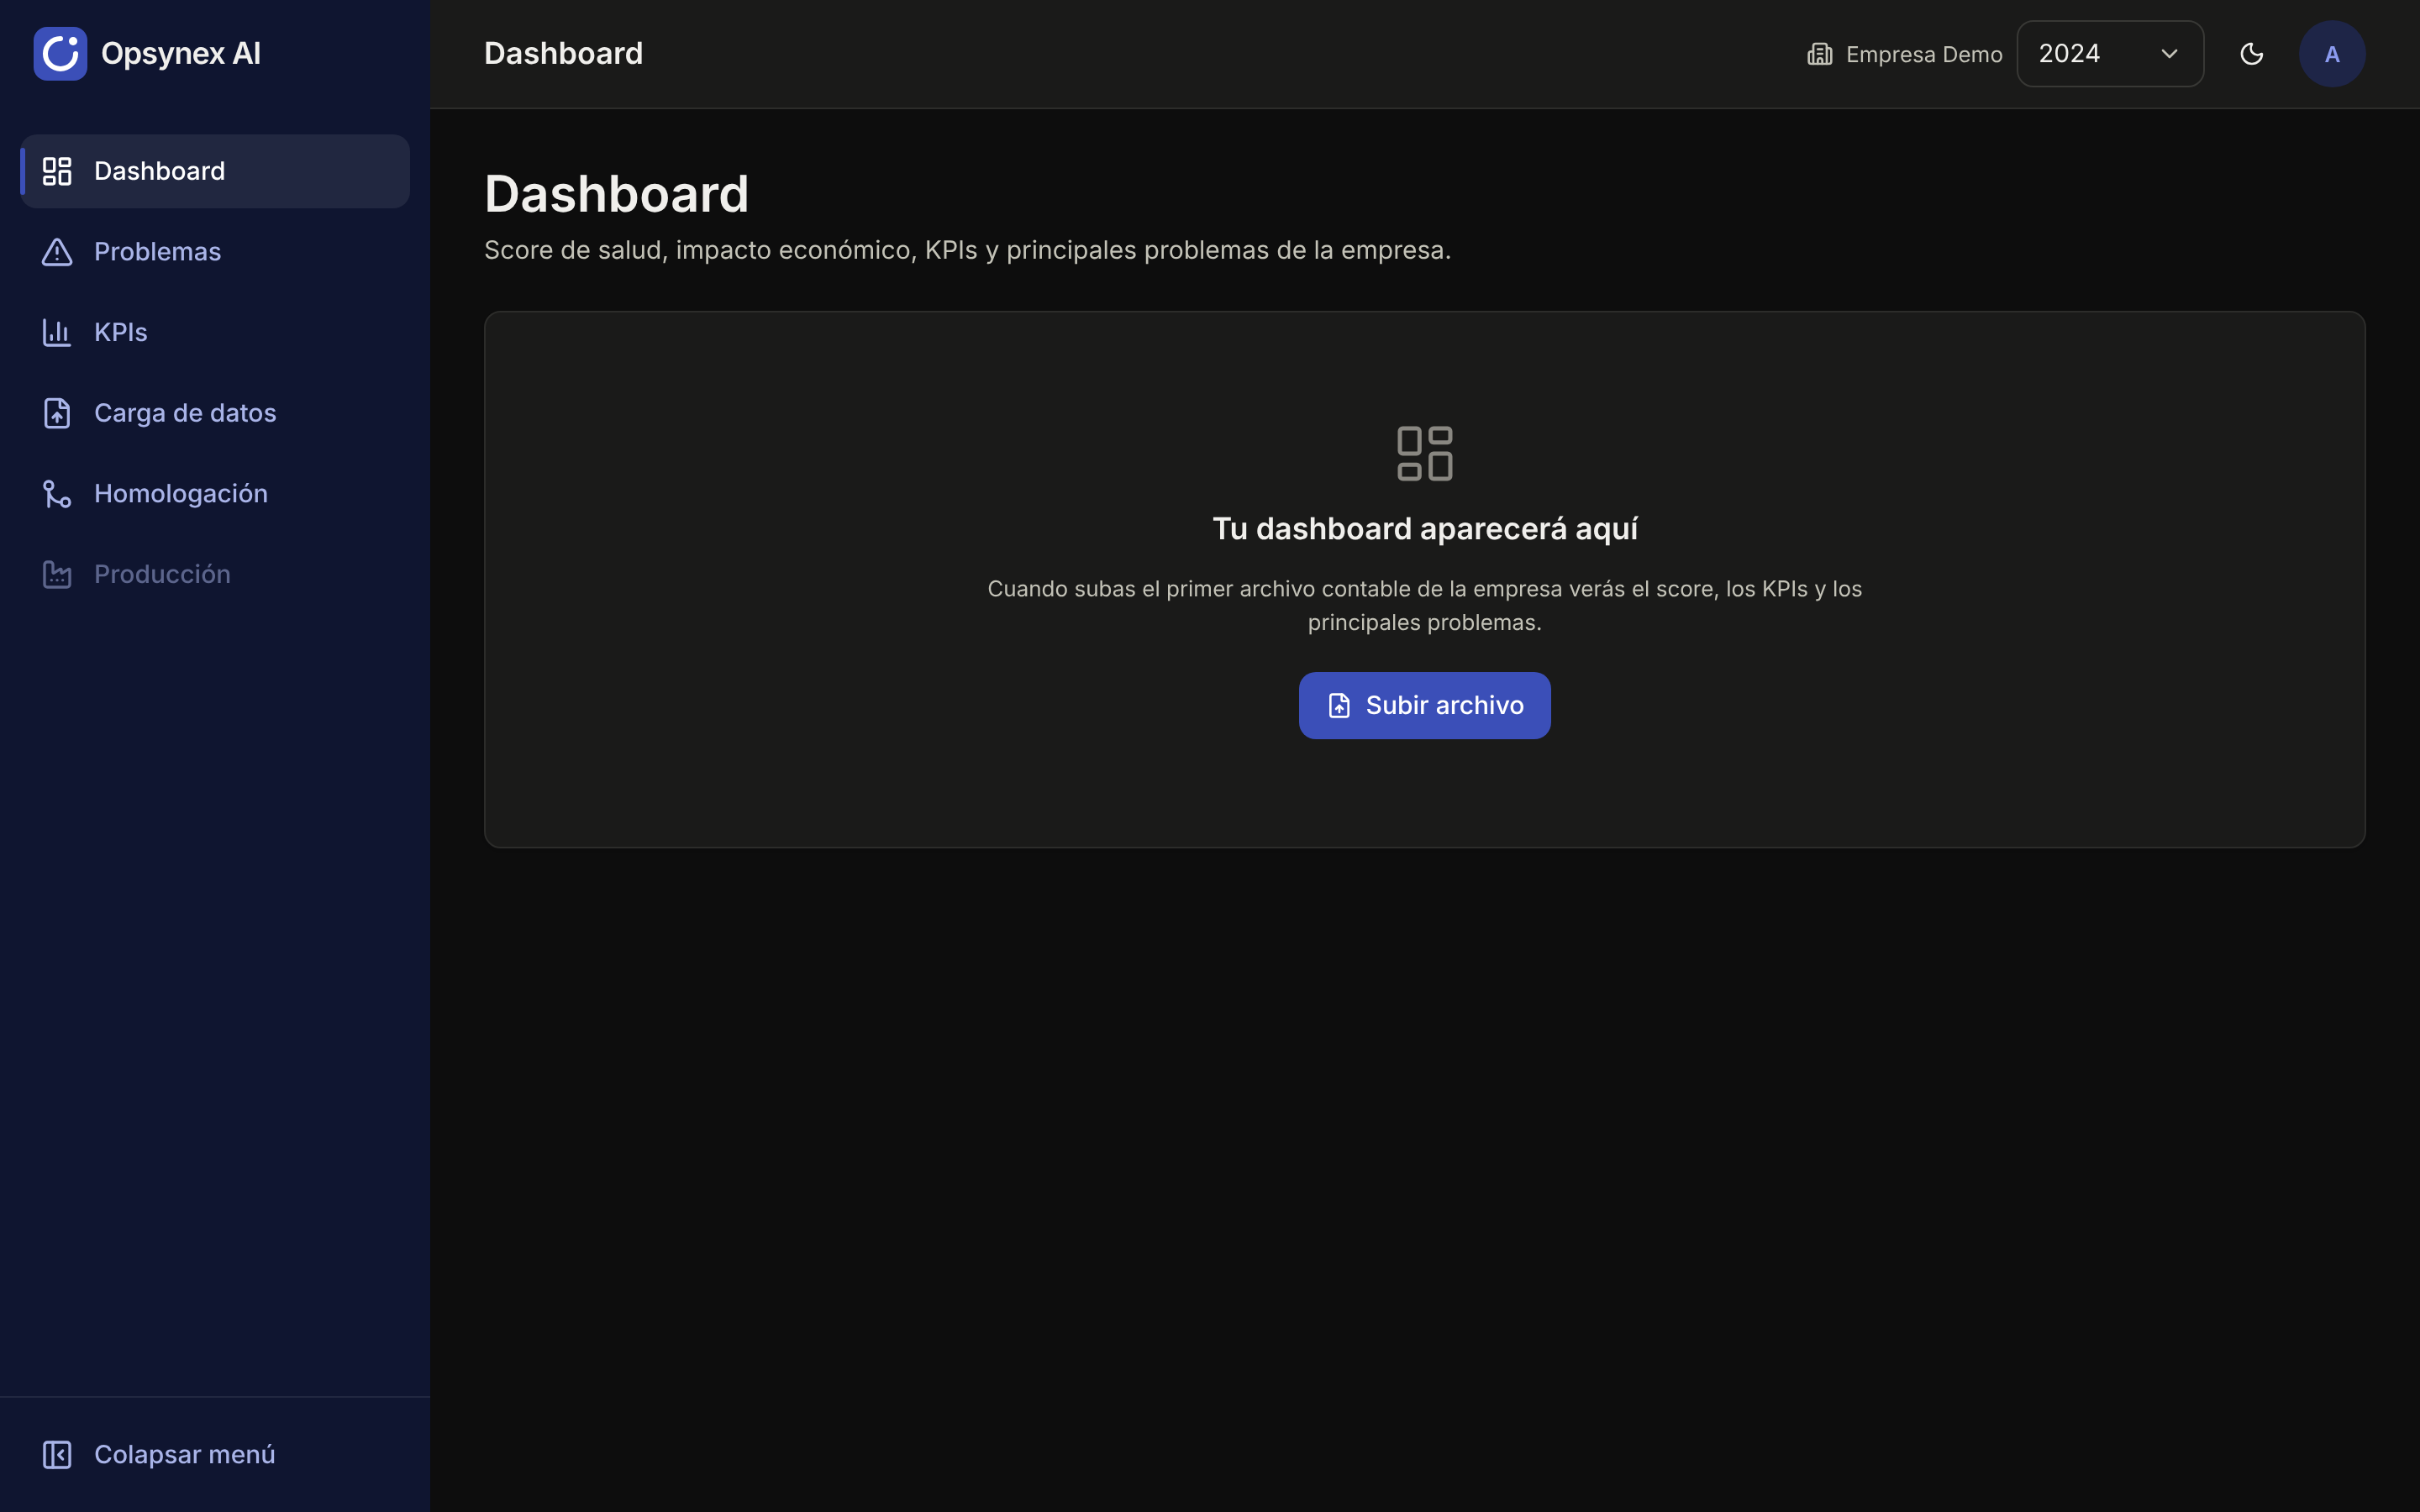 Opsynex AI
Dashboard
Problemas
KPIs
Carga de datos
Homologación
Producción
Colapsar menú
Dashboard
Empresa Demo
2024
A
Dashboard
Score de salud, impacto económico, KPIs y principales problemas de la empresa.
Tu dashboard aparecerá aquí
Cuando subas el primer archivo contable de la empresa verás el score, los KPIs y los
principales problemas.
Subir archivo